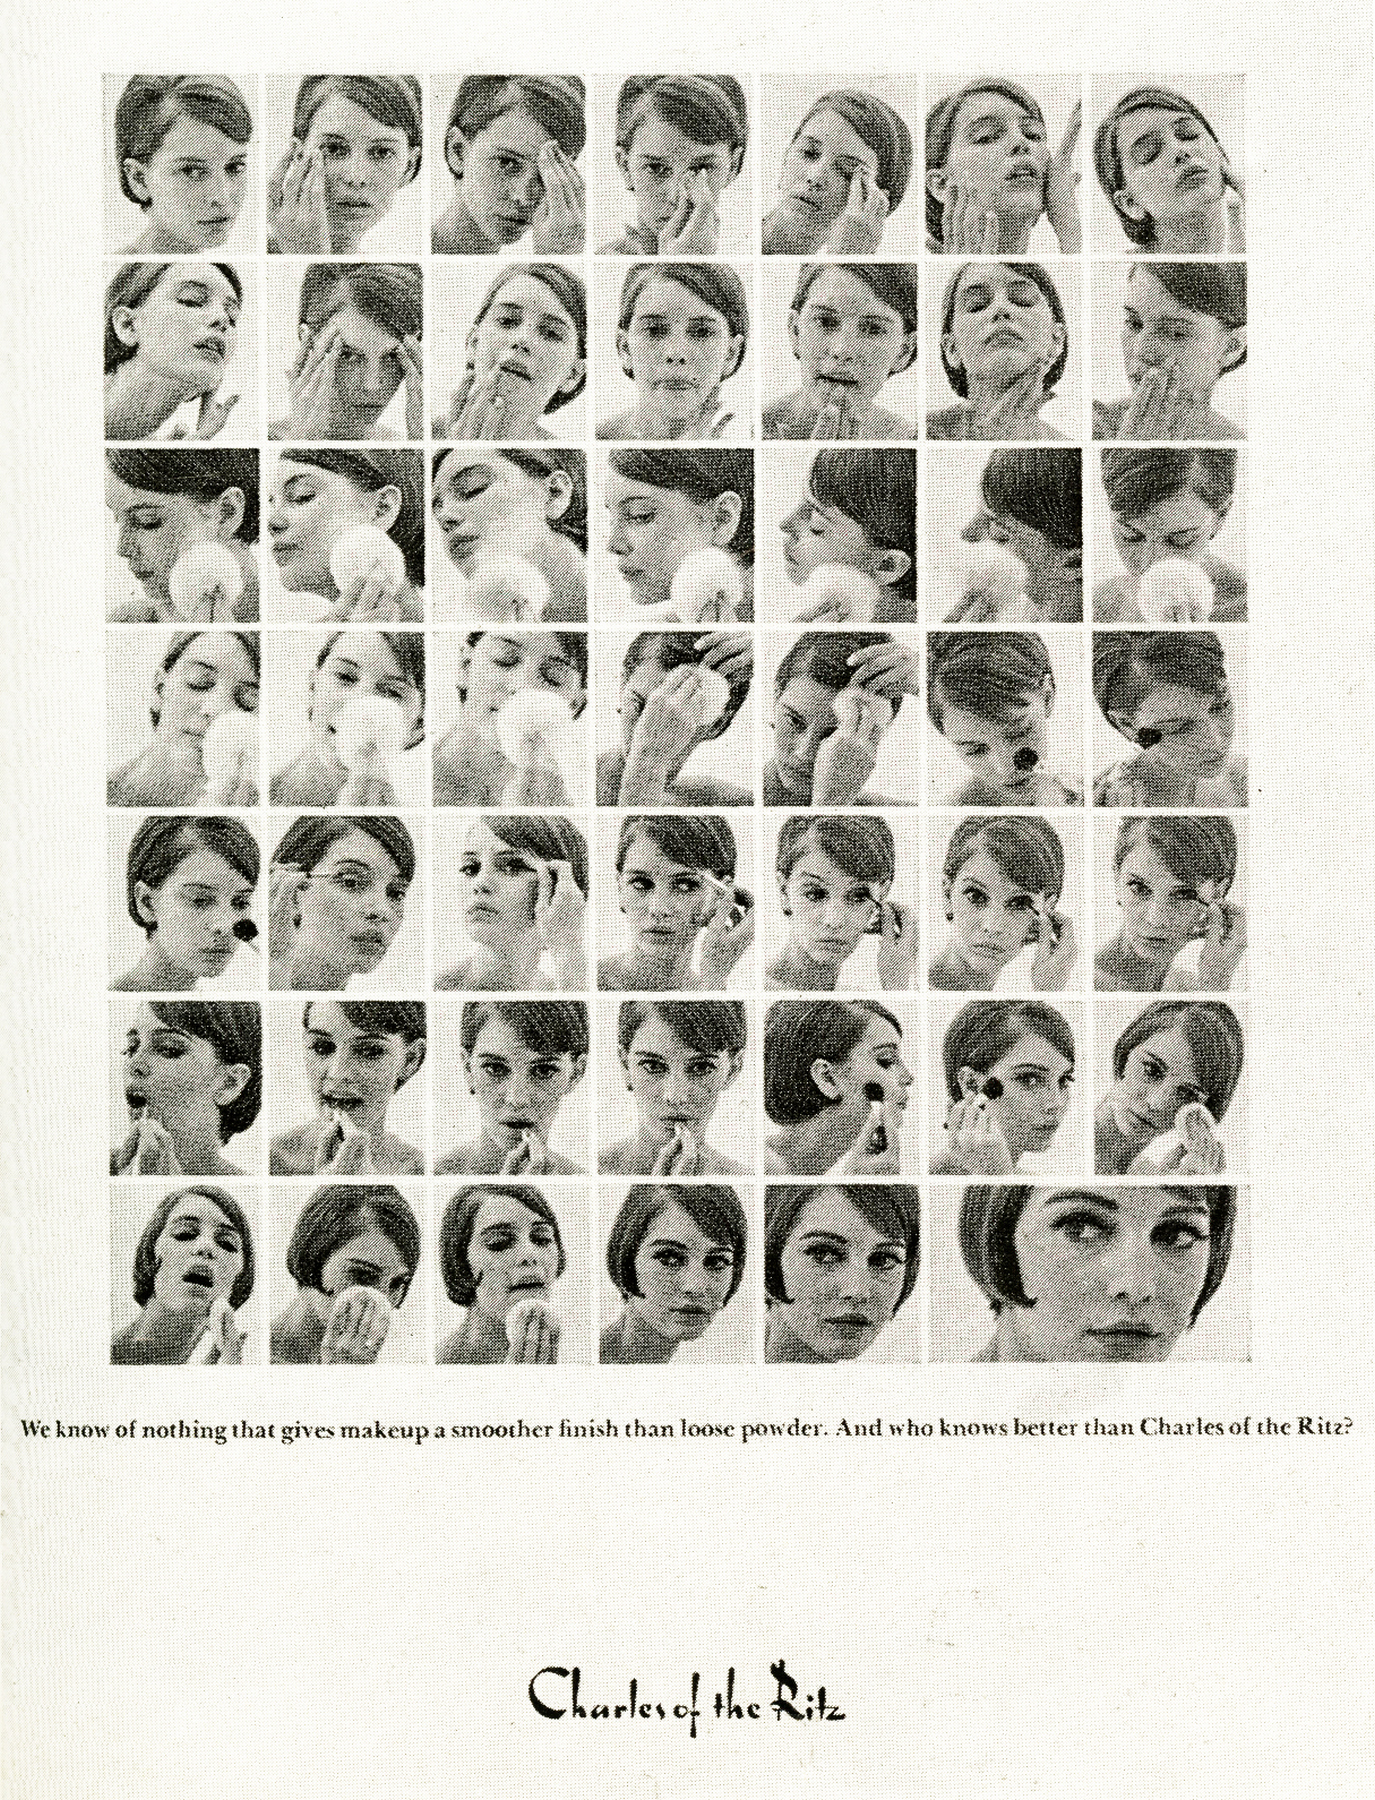 We know of nothing that gives makeup a smoother finish than loose powder. And who knows better than Charles of the Ritz?
Charles of the Ritz